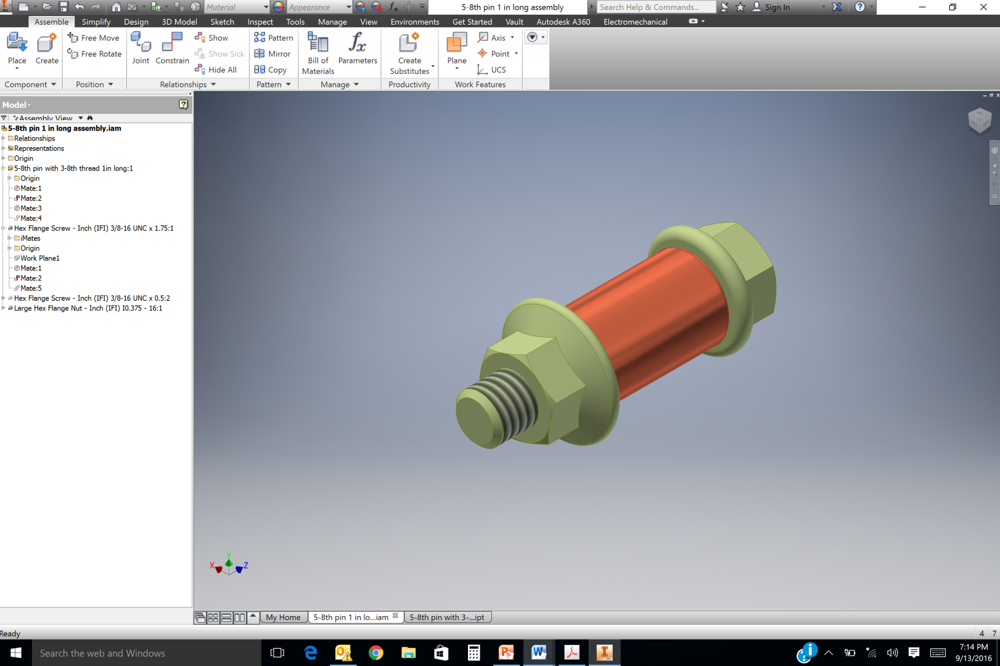 Material
Appearance
5-8th pin 1 in long assembly
Search Help & Commands...
Sign In
PRO
Assemble Simplify Design 3D Model Sketch Inspect Tools Manage View Environments Get Started Vault Autodesk A360 Electromechanical
Place
Create
Free Move
Free Rotate
Joint
Constrain
Show
Show Sick
Hide All
Pattern
Mirror
Copy
Bill of
Materials
Parameters
Create
Substitutes
Plane
Axis
Point
UCS
Component Position Relationships Pattern Manage Productivity Work Features
Model
Assembly View
5-8th pin 1 in long assembly.iam
Relationships
Representations
Origin
5-8th pin with 3-8th thread 1in long:1
Origin
Mate:1
Mate:2
Mate:3
Mate:4
Hex Flange Screw - Inch (IFI) 3/8-16 UNC x 1.75:1
iMates
Origin
Work Plane1
Mate:1
Mate:2
Mate:5
Hex Flange Screw - Inch (IFI) 3/8-16 UNC x 0.5:2
Large Hex Flange Nut - Inch (IFI) I0.375 - 16:1
Y
X Z
My Home 5-8th pin 1 in lo...iam 5-8th pin with 3-...ipt
Ready
4 7
Search the web and Windows
7:14 PM
9/13/2016